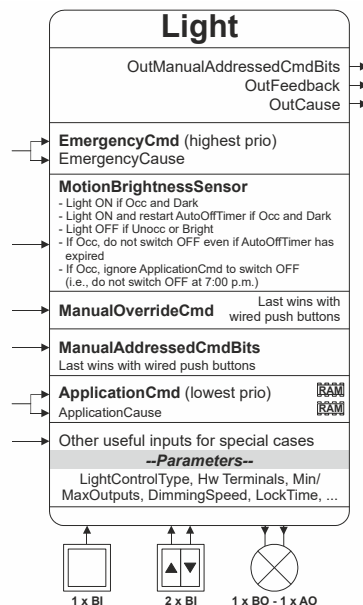 Light
OutManualAddressedCmdBits
OutFeedback
OutCause
EmergencyCmd (highest prio)
EmergencyCause
MotionBrightnessSensor
- Light ON if Occ and Dark
- Light ON and restart AutoOffTimer if Occ and Dark
- Light OFF if Unocc or Bright
- If Occ, do not switch OFF even if AutoOffTimer has
expired
- If Occ, ignore ApplicationCmd to switch OFF
(i.e., do not switch OFF at 7:00 p.m.)
ManualOverrideCmd
Last wins with
wired push buttons
ManualAddressedCmdBits
Last wins with wired push buttons
ApplicationCmd (lowest prio) RAM
ApplicationCause RAM
Other useful inputs for special cases
--Parameters--
LightControlType, Hw Terminals, Min/
MaxOutputs, DimmingSpeed, LockTime, ...
1 x BI 2 x BI 1 x BO - 1 x AO